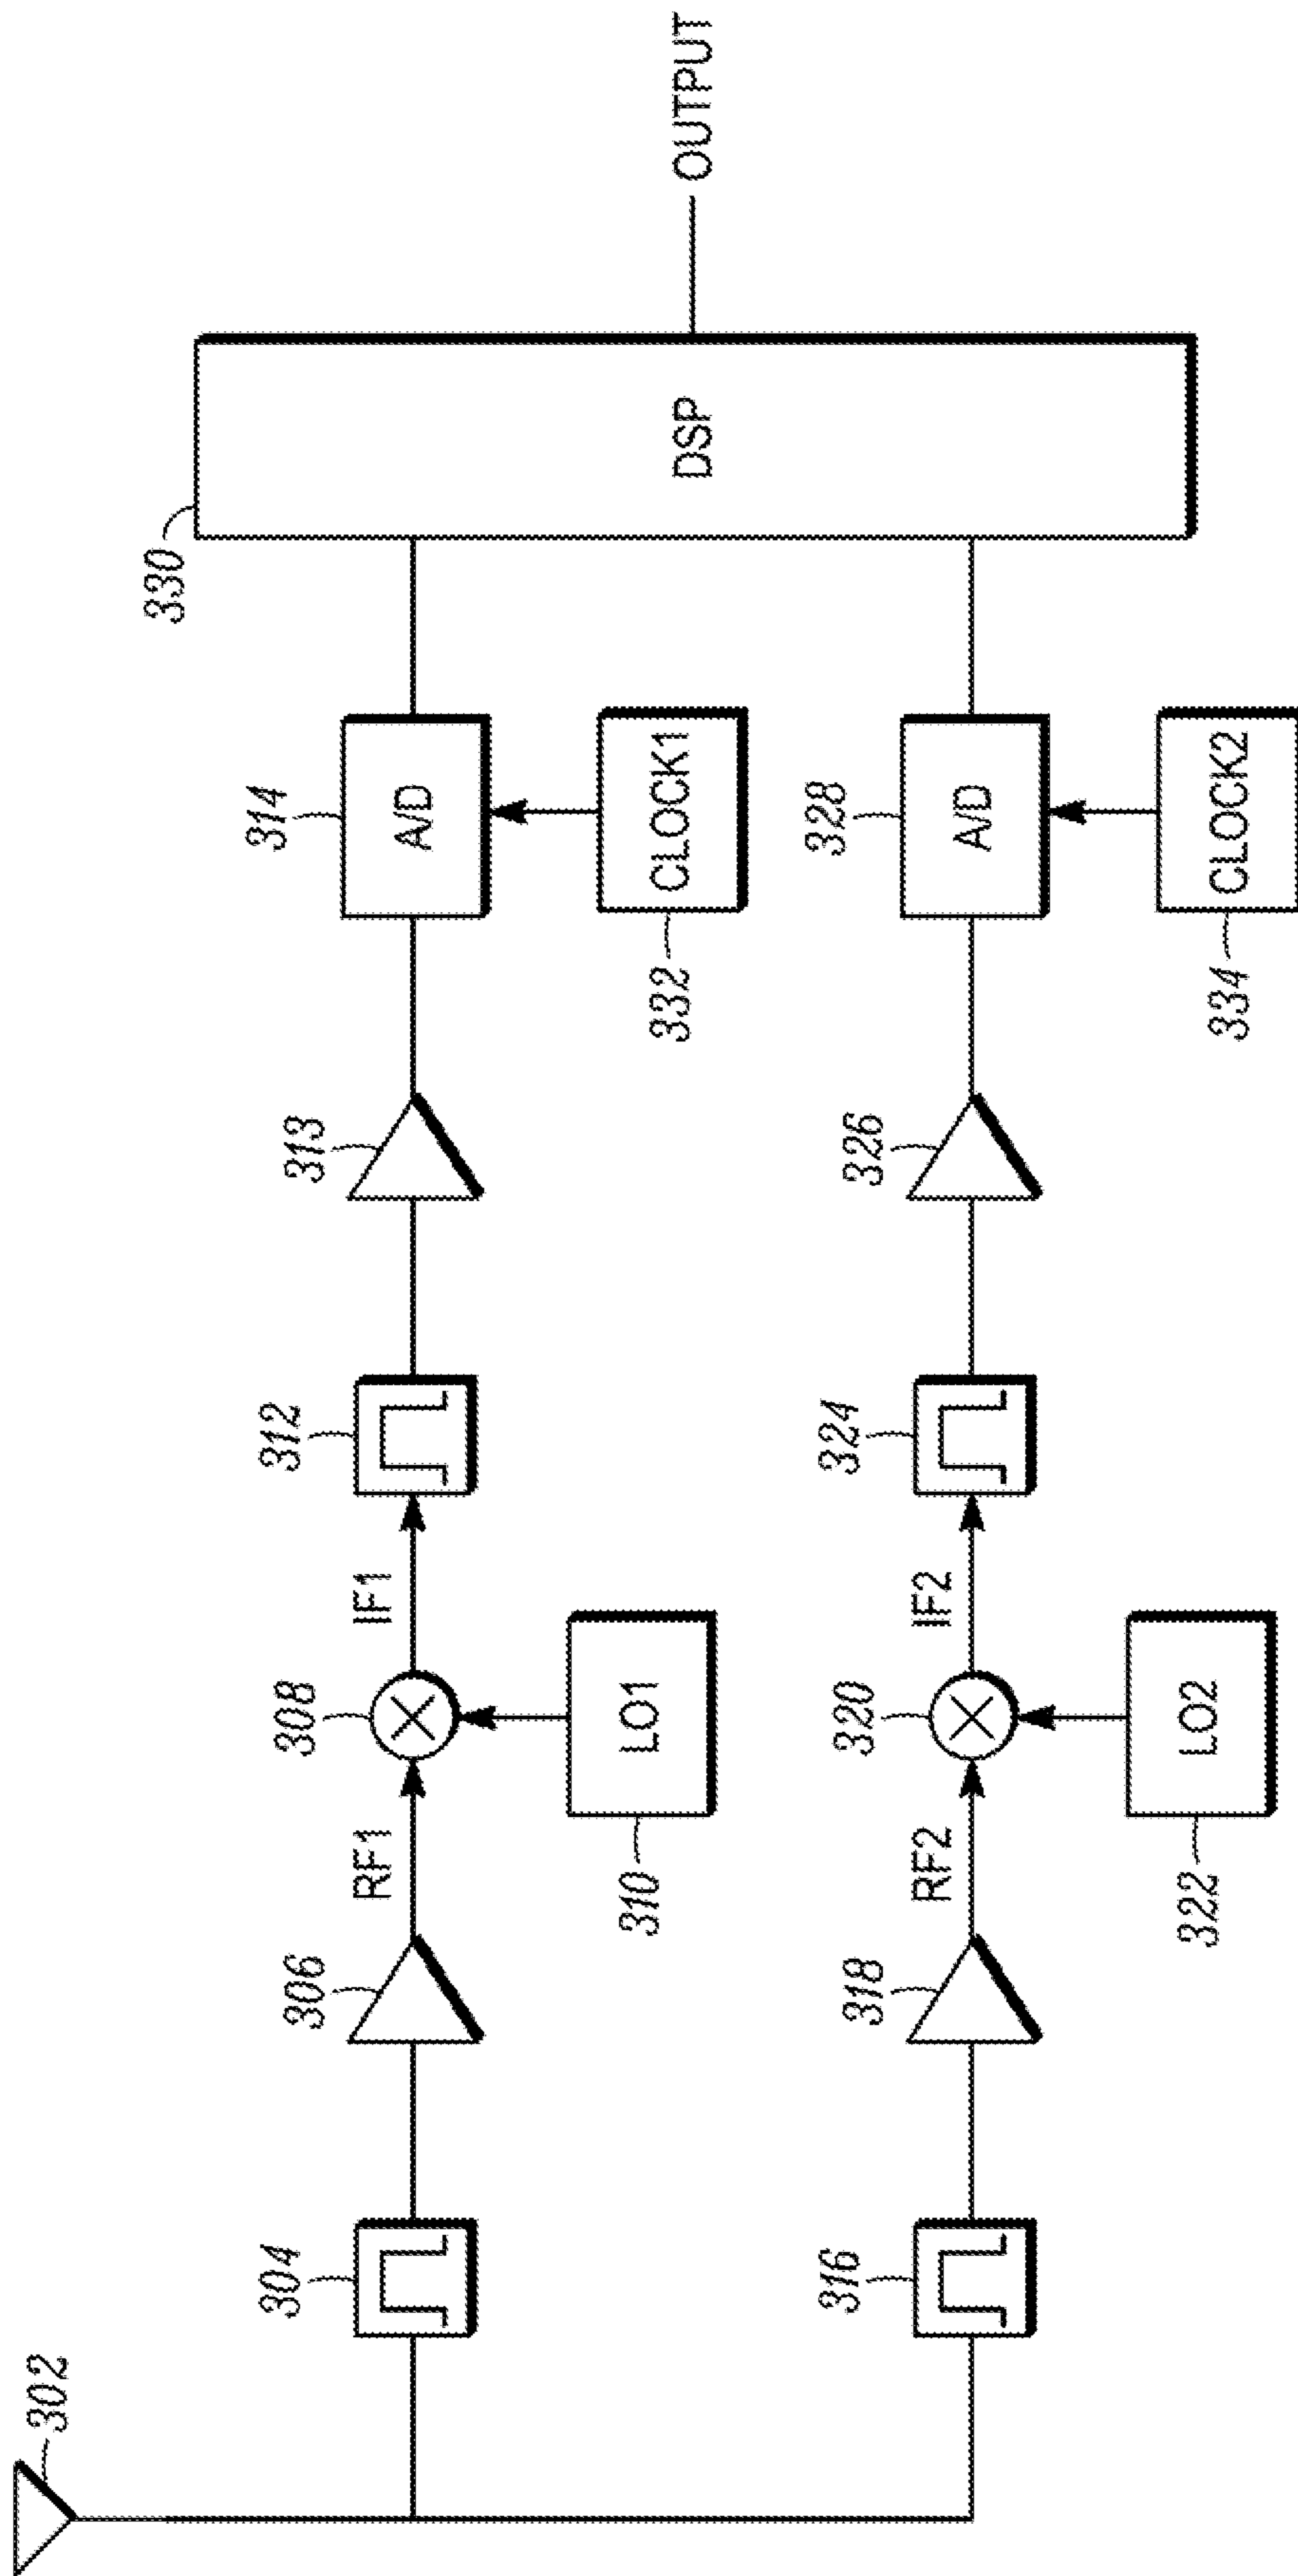 302
304
306
RF1
308
IF1
312
313
314
A/D
330
DSP
OUTPUT
310
LO1
332
CLOCK1
316
318
RF2
320
IF2
324
326
328
A/D
322
LO2
334
CLOCK2